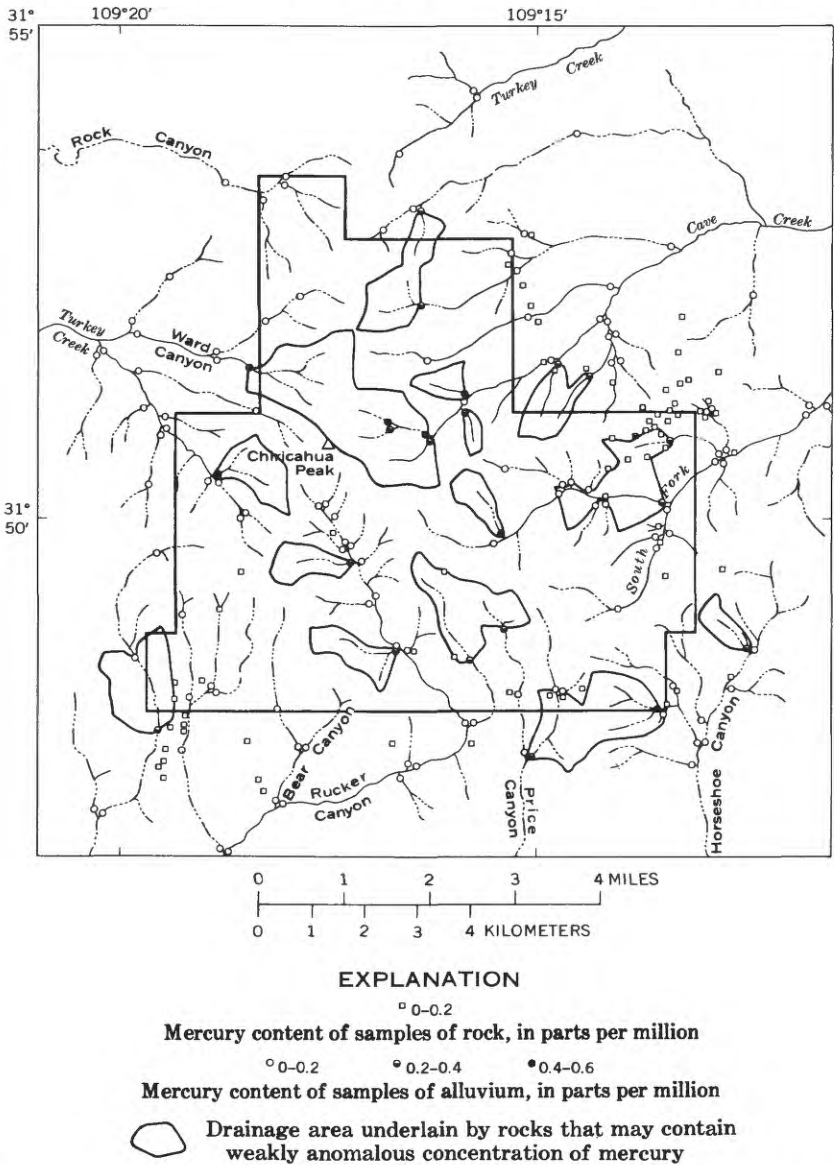 31°
55'
109°20'
109°15'
Turkey
Creek
Rock
Canyon
Cave
Creek
Turkey
Creek
Ward
Canyon
Chiricahua
Peak
31°
50'
South
Fork
Bear
Canyon
Rucker
Canyon
Price
Canyon
Horseshoe
Canyon
0 1 2 3 4 MILES
0 1 2 3 4 KILOMETERS
EXPLANATION
0–0.2
Mercury content of samples of rock, in parts per million
0–0.2 0.2–0.4 0.4–0.6
Mercury content of samples of alluvium, in parts per million
Drainage area underlain by rocks that may contain
weakly anomalous concentration of mercury